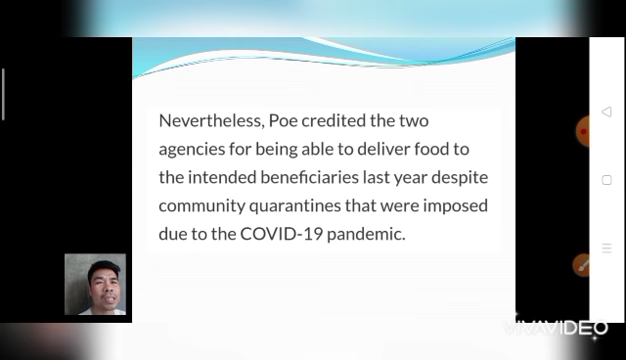 Nevertheless, Poe credited the two
agencies for being able to deliver food to
the intended beneficiaries last year despite
community quarantines that were imposed
due to the COVID-19 pandemic.
VIVAVIDEO